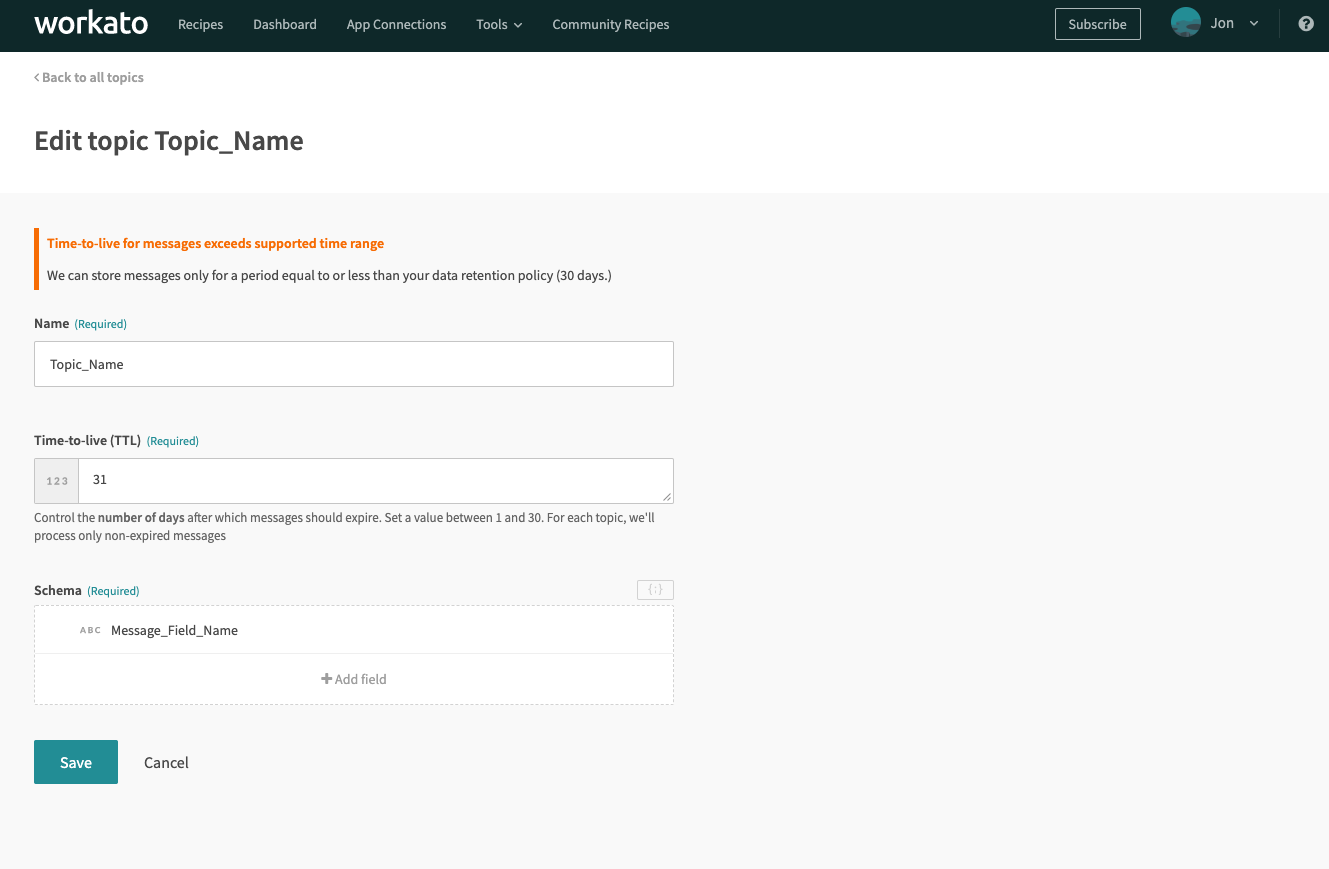 workato Recipes Dashboard App Connections Tools Community Recipes Subscribe Jon ?
Back to all topics
Edit topic Topic_Name
Time-to-live for messages exceeds supported time range
We can store messages only for a period equal to or less than your data retention policy (30 days.)
Name (Required)
Topic_Name
Time-to-live (TTL) (Required)
123 31
Control the number of days after which messages should expire. Set a value between 1 and 30. For each topic, we'll
process only non-expired messages
Schema (Required) {;}
ABC Message_Field_Name
+ Add field
Save Cancel